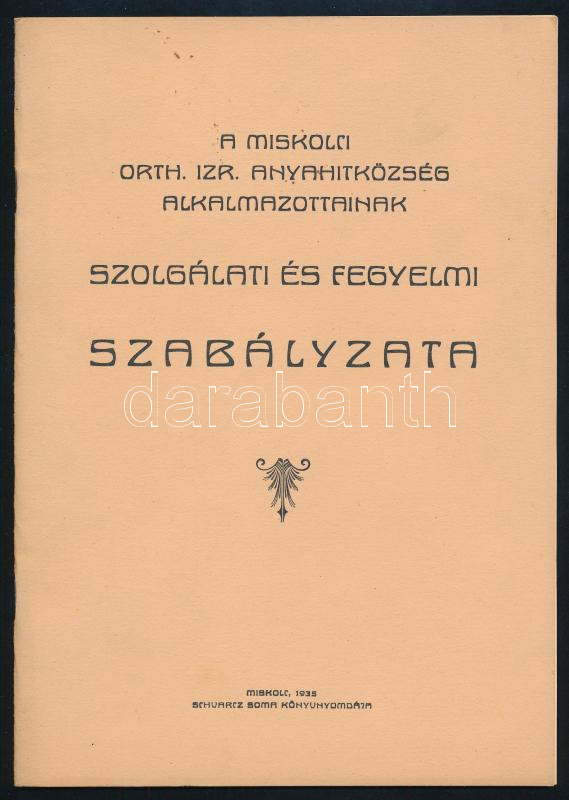 A MISKOLCI
ORTH. IZR. ANYAHITKÖZSÉG
ALKALMAZOTTAINAK
SZOLGÁLATI ÉS FEGYELMI
SZABÁLYZATA
darabanth
MISKOLC, 1935
SCHVARCZ SOMA KÖNYVNYOMDÁJA